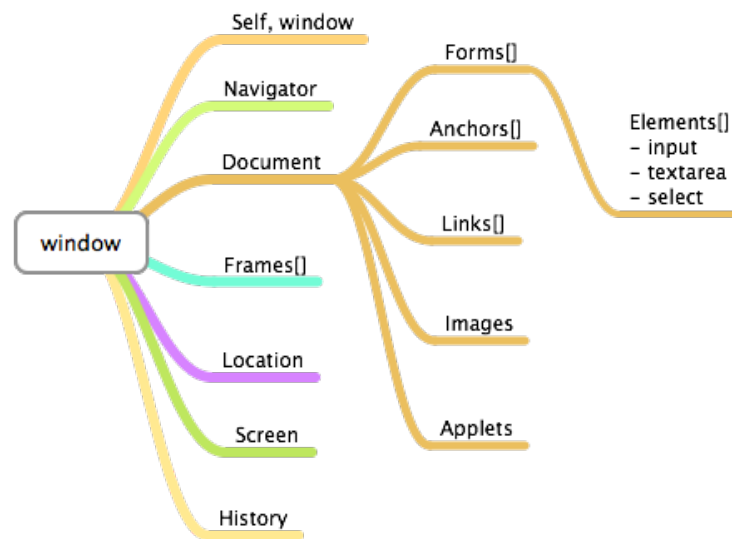 window
Self, window
Navigator
Document
Frames[]
Location
Screen
History
Forms[]
Anchors[]
Links[]
Images
Applets
Elements[]
- input
- textarea
- select